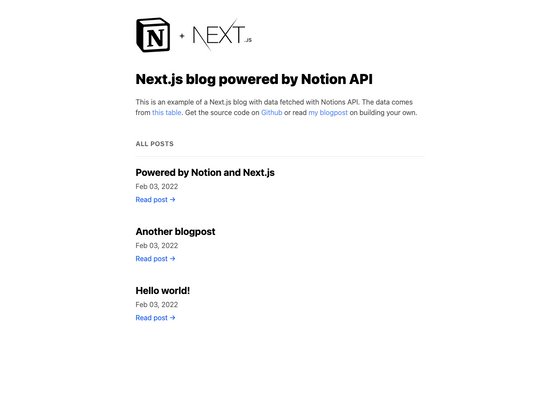 N + NEXT.JS
Next.js blog powered by Notion API
This is an example of a Next.js blog with data fetched with Notions API. The data comes
from this table. Get the source code on Github or read my blogpost on building your own.
ALL POSTS
Powered by Notion and Next.js
Feb 03, 2022
Read post →
Another blogpost
Feb 03, 2022
Read post →
Hello world!
Feb 03, 2022
Read post →